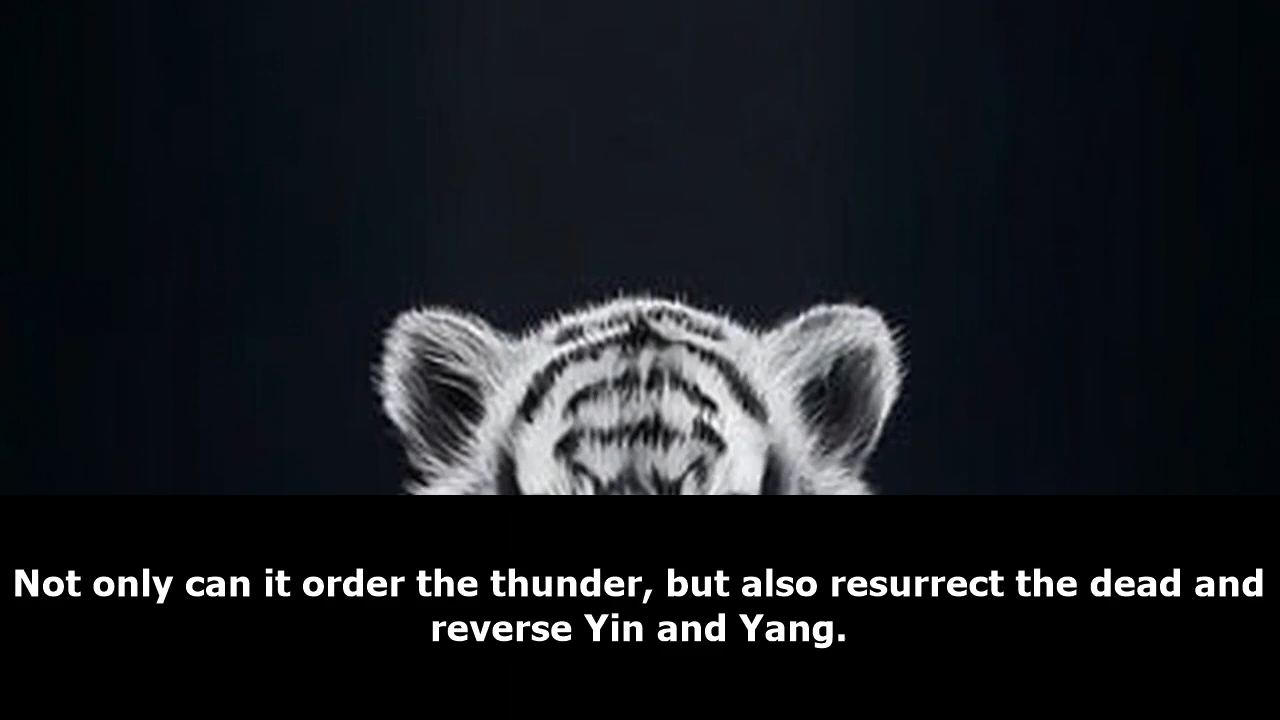 Not only can it order the thunder, but also resurrect the dead and
reverse Yin and Yang.